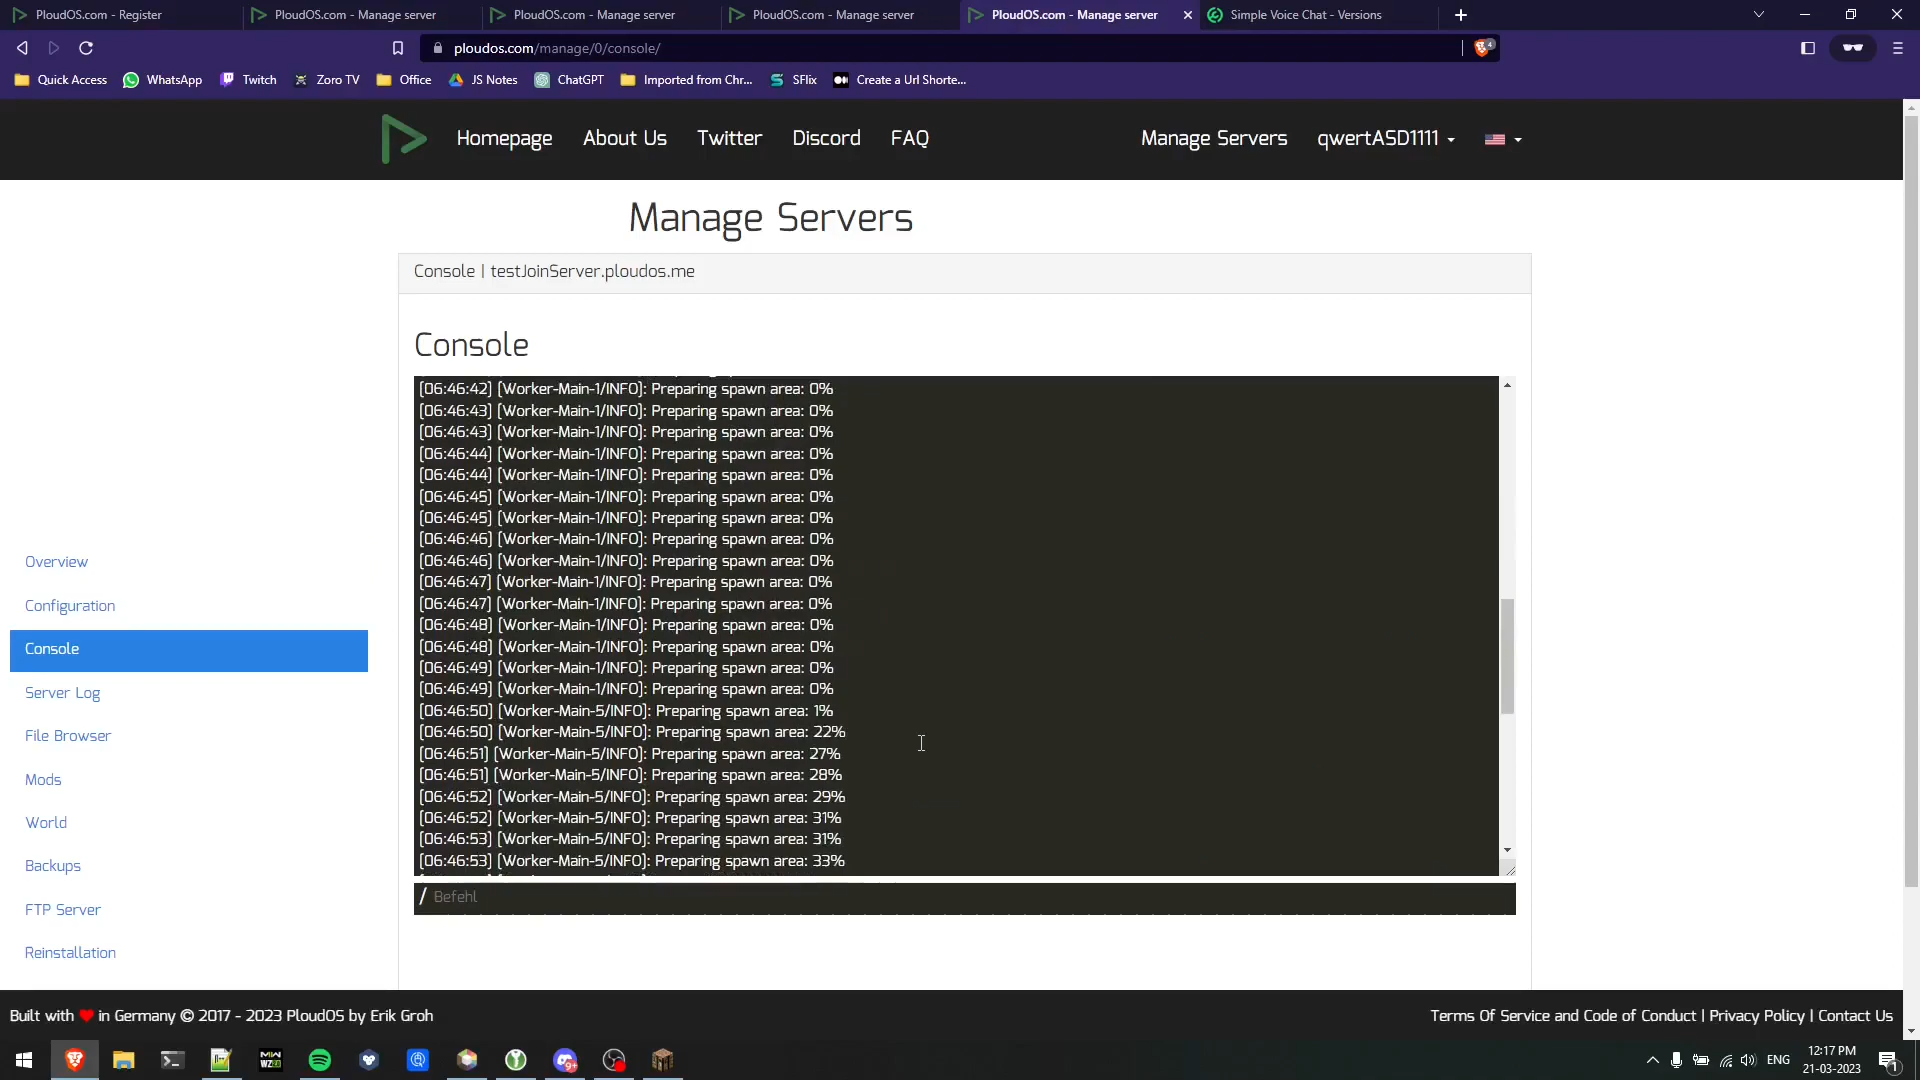 PloudOS.com - Register
PloudOS.com - Manage server
PloudOS.com - Manage server
PloudOS.com - Manage server
PloudOS.com - Manage server
Simple Voice Chat - Versions
ploudos.com/manage/0/console/
4
Quick Access
WhatsApp
Twitch
Zoro TV
Office
JS Notes
ChatGPT
Imported from Chr...
SFlix
Create a Url Shorte...
Homepage
About Us
Twitter
Discord
FAQ
Manage Servers
qwertASD1111
Manage Servers
Console | testJoinServer.ploudos.me
Console
[06:46:42] [Worker-Main-1/INFO]: Preparing spawn area: 0%
[06:46:43] [Worker-Main-1/INFO]: Preparing spawn area: 0%
[06:46:43] [Worker-Main-1/INFO]: Preparing spawn area: 0%
[06:46:44] [Worker-Main-1/INFO]: Preparing spawn area: 0%
[06:46:44] [Worker-Main-1/INFO]: Preparing spawn area: 0%
[06:46:45] [Worker-Main-1/INFO]: Preparing spawn area: 0%
[06:46:45] [Worker-Main-1/INFO]: Preparing spawn area: 0%
[06:46:46] [Worker-Main-1/INFO]: Preparing spawn area: 0%
[06:46:46] [Worker-Main-1/INFO]: Preparing spawn area: 0%
[06:46:47] [Worker-Main-1/INFO]: Preparing spawn area: 0%
[06:46:47] [Worker-Main-1/INFO]: Preparing spawn area: 0%
[06:46:48] [Worker-Main-1/INFO]: Preparing spawn area: 0%
[06:46:48] [Worker-Main-1/INFO]: Preparing spawn area: 0%
[06:46:49] [Worker-Main-1/INFO]: Preparing spawn area: 0%
[06:46:49] [Worker-Main-1/INFO]: Preparing spawn area: 0%
[06:46:50] [Worker-Main-5/INFO]: Preparing spawn area: 1%
[06:46:50] [Worker-Main-5/INFO]: Preparing spawn area: 22%
[06:46:51] [Worker-Main-5/INFO]: Preparing spawn area: 27%
[06:46:51] [Worker-Main-5/INFO]: Preparing spawn area: 28%
[06:46:52] [Worker-Main-5/INFO]: Preparing spawn area: 29%
[06:46:52] [Worker-Main-5/INFO]: Preparing spawn area: 31%
[06:46:53] [Worker-Main-5/INFO]: Preparing spawn area: 31%
[06:46:53] [Worker-Main-5/INFO]: Preparing spawn area: 33%
/ Befehl
Overview
Configuration
Console
Server Log
File Browser
Mods
World
Backups
FTP Server
Reinstallation
Built with ❤ in Germany © 2017 - 2023 PloudOS by Erik Groh
Terms Of Service and Code of Conduct | Privacy Policy | Contact Us
MW
WZ2.0
9+
ENG
12:17 PM
21-03-2023
1